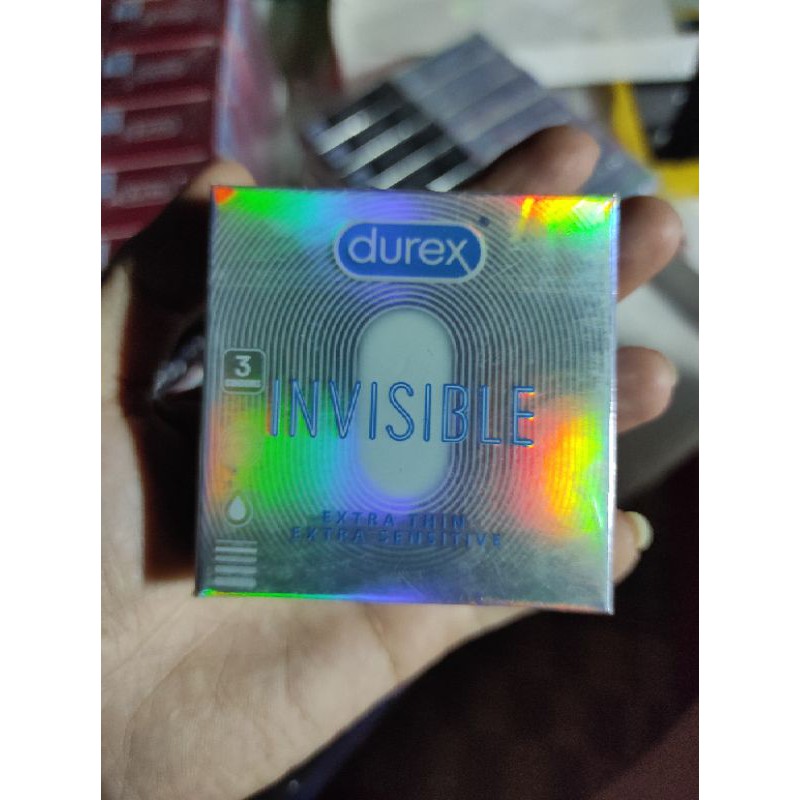 durex
3
INVISIBLE
EXTRA THIN
EXTRA SENSITIVE